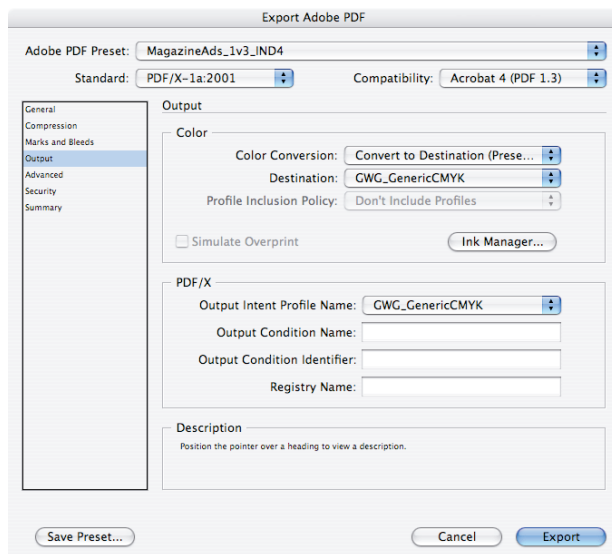 Export Adobe PDF
Adobe PDF Preset: MagazineAds_1v3_IND4
Standard: PDF/X-1a:2001 Compatibility: Acrobat 4 (PDF 1.3)
General
Compression
Marks and Bleeds
Output
Advanced
Security
Summary
Output
Color
Color Conversion: Convert to Destination (Prese...
Destination: GWG_GenericCMYK
Profile Inclusion Policy: Don't Include Profiles
Simulate Overprint Ink Manager...
PDF/X
Output Intent Profile Name: GWG_GenericCMYK
Output Condition Name:
Output Condition Identifier:
Registry Name:
Description
Position the pointer over a heading to view a description.
Save Preset... Cancel Export